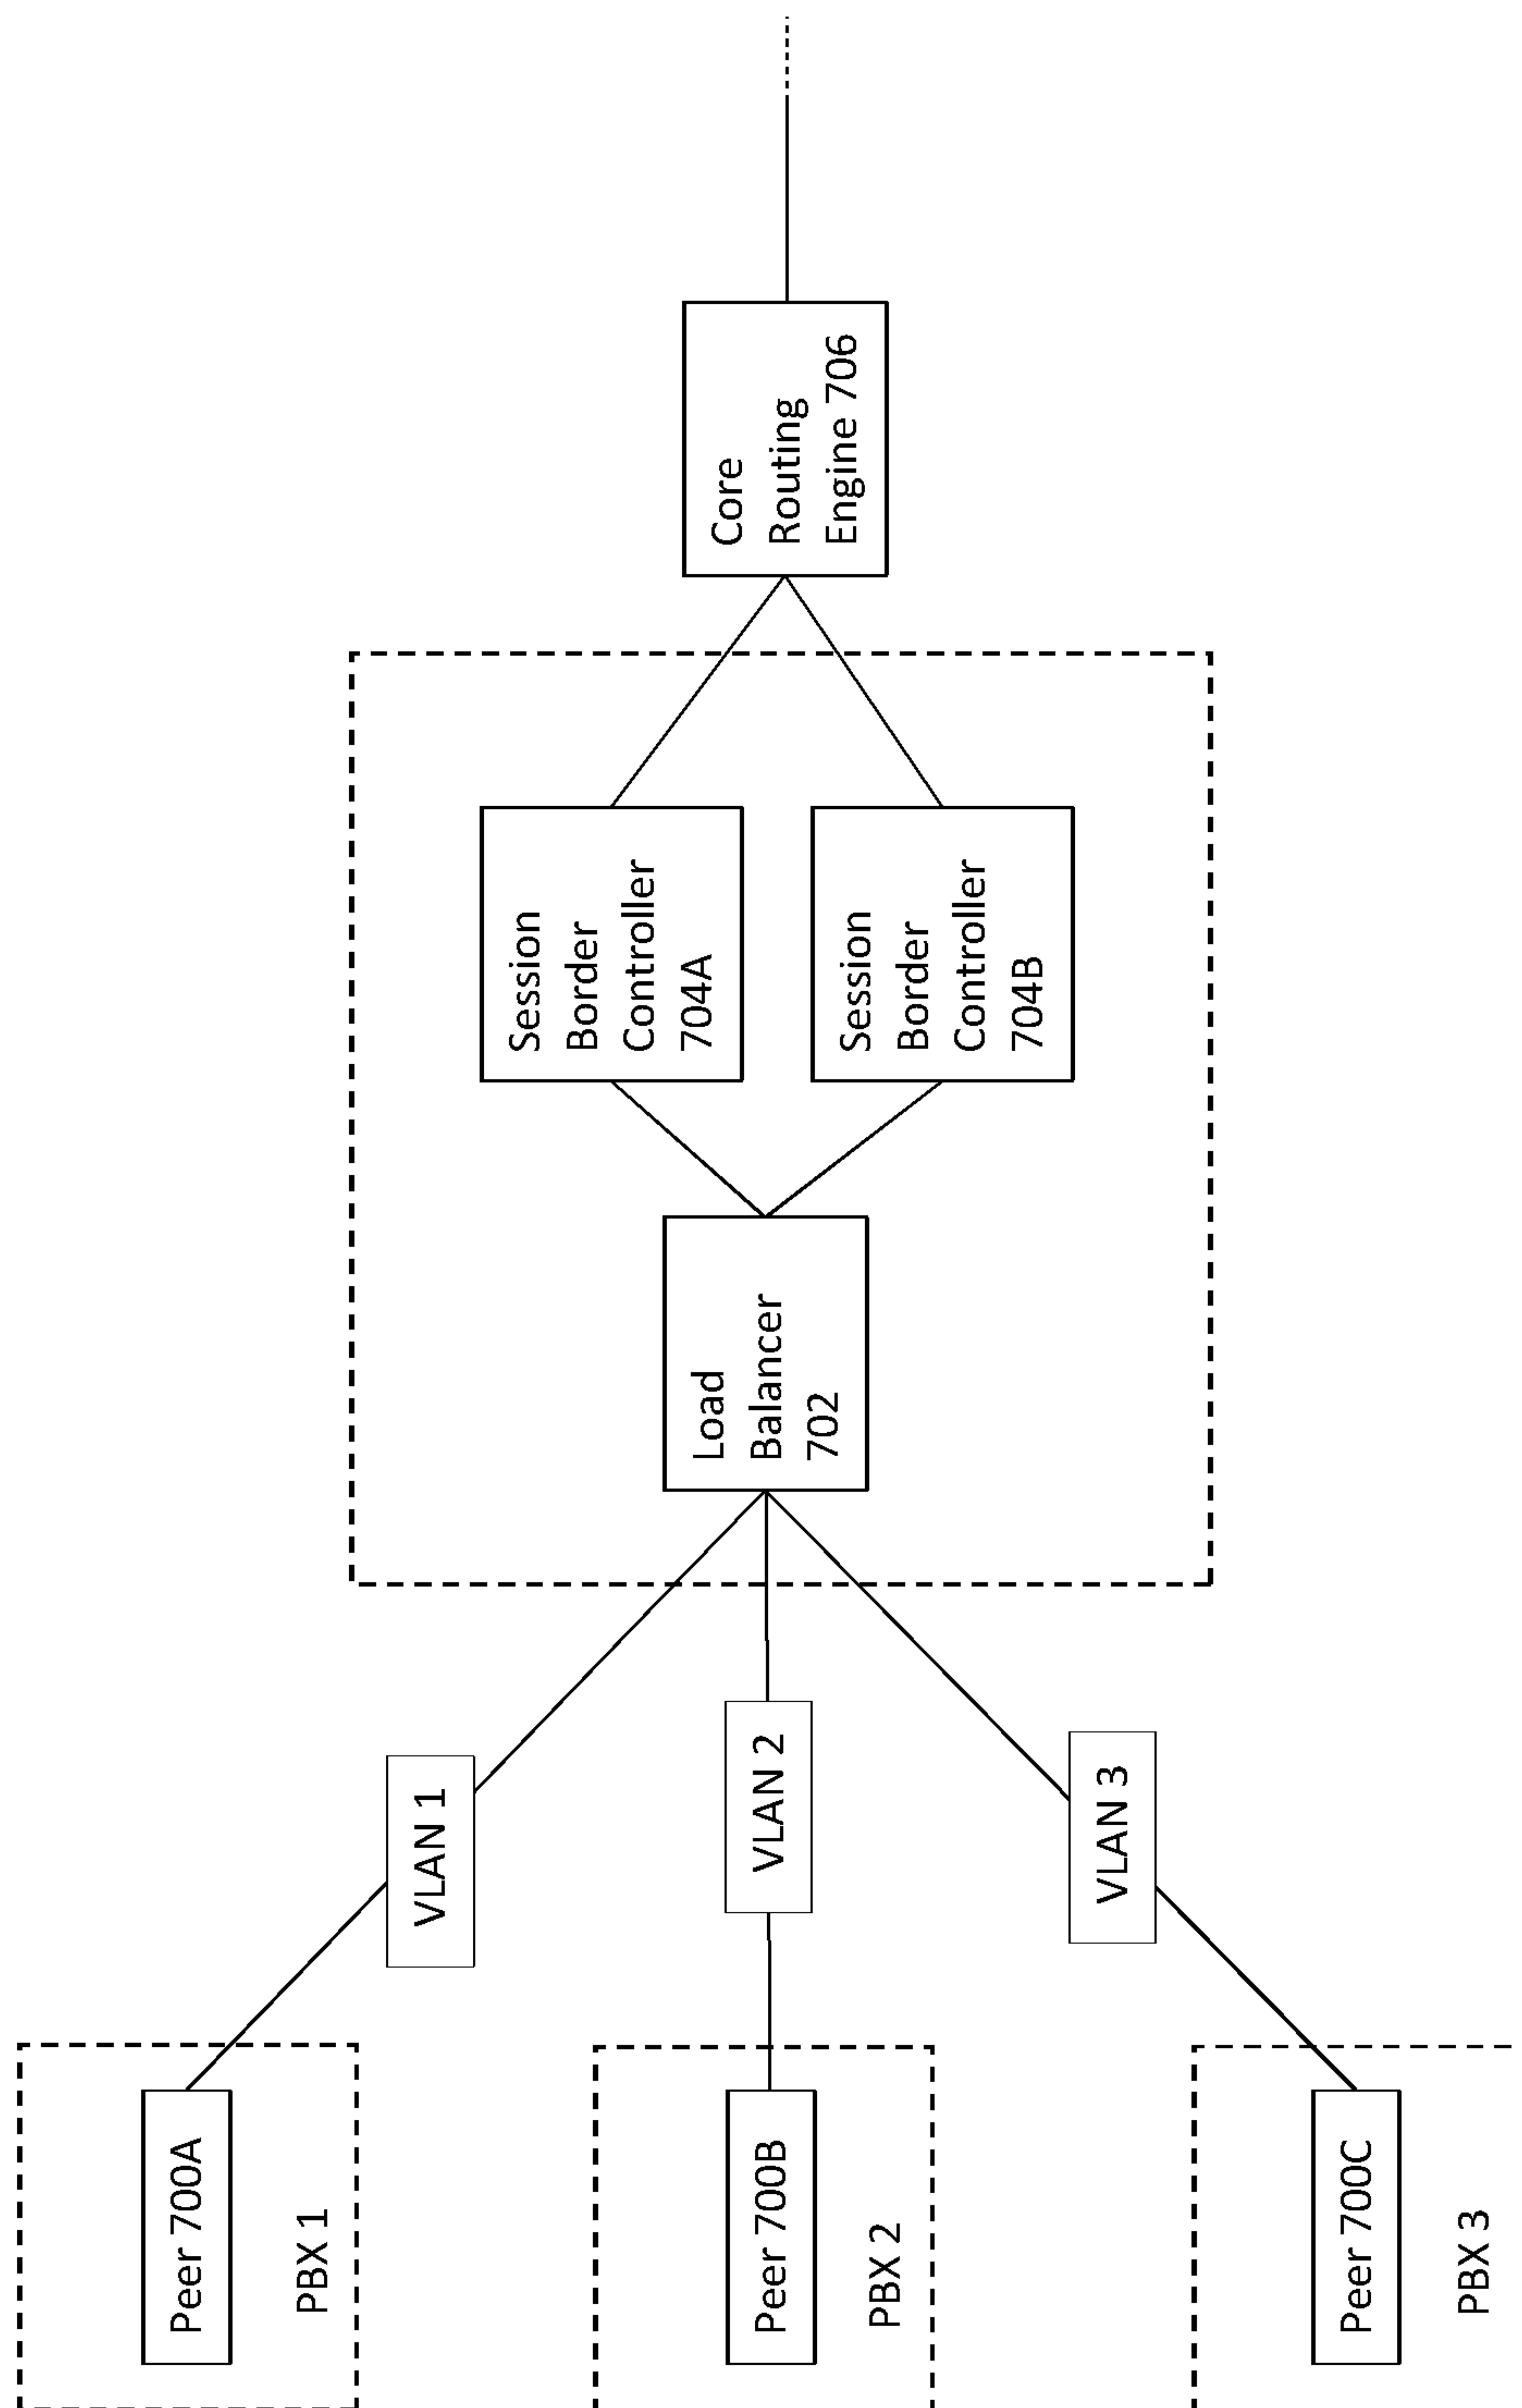 Peer 700A
PBX 1
Peer 700B
PBX 2
Peer 700C
PBX 3
VLAN 1
VLAN 2
VLAN 3
Load
Balancer
702
Session
Border
Controller
704A
Session
Border
Controller
704B
Core
Routing
Engine 706